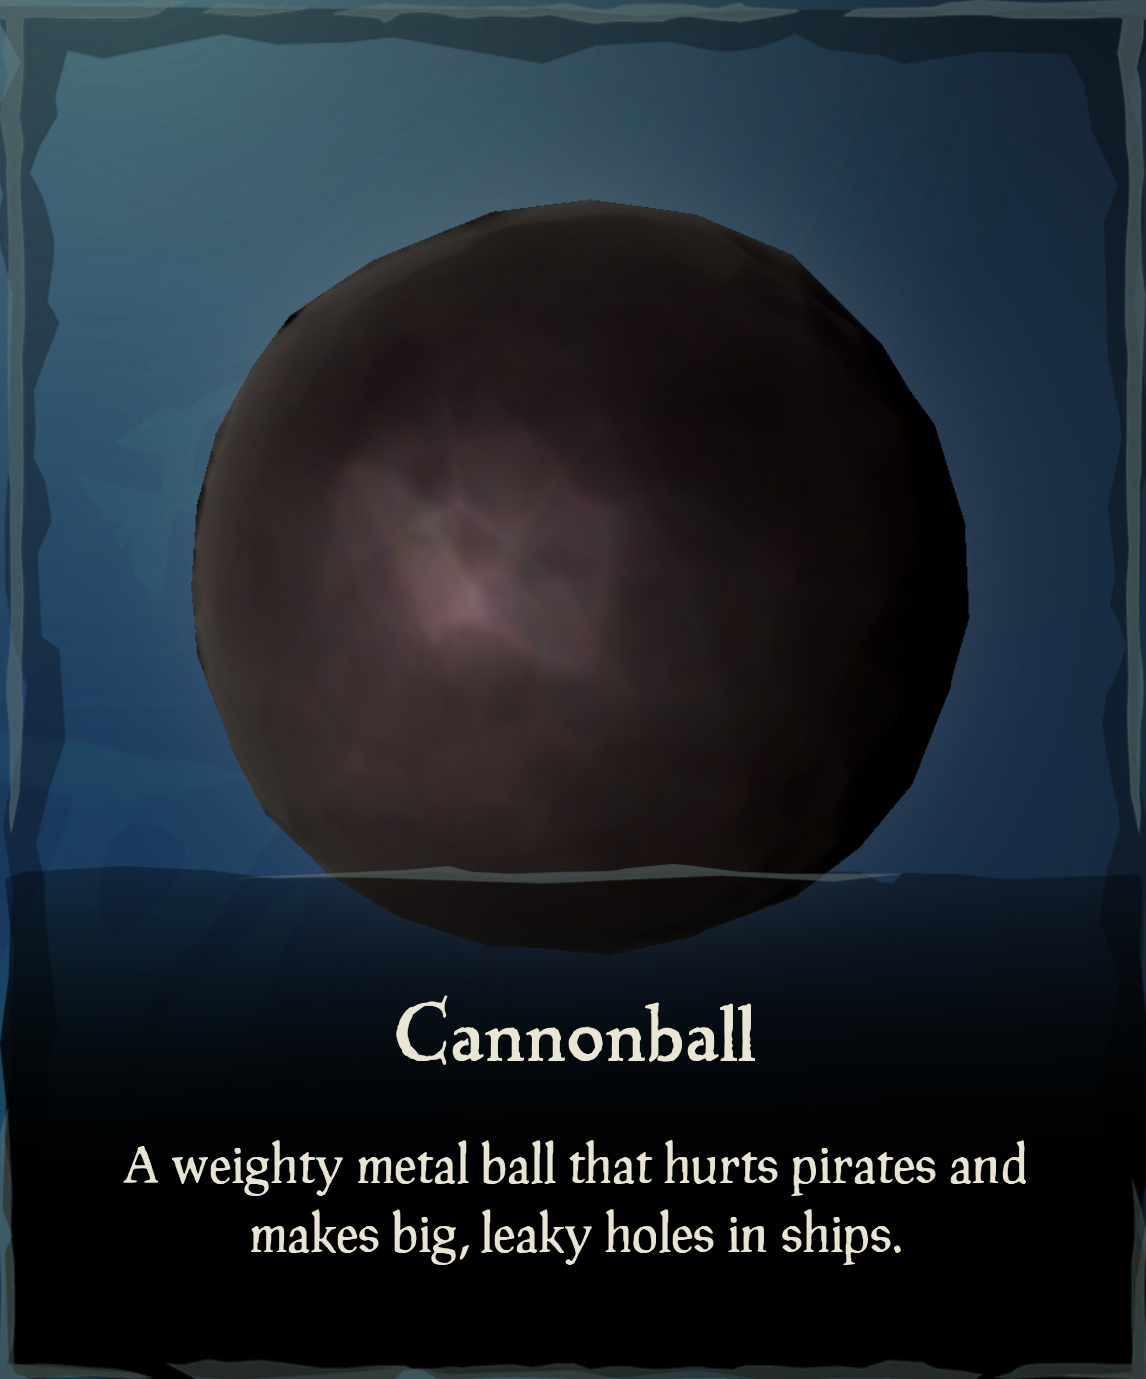 Cannonball
A weighty metal ball that hurts pirates and
makes big, leaky holes in ships.